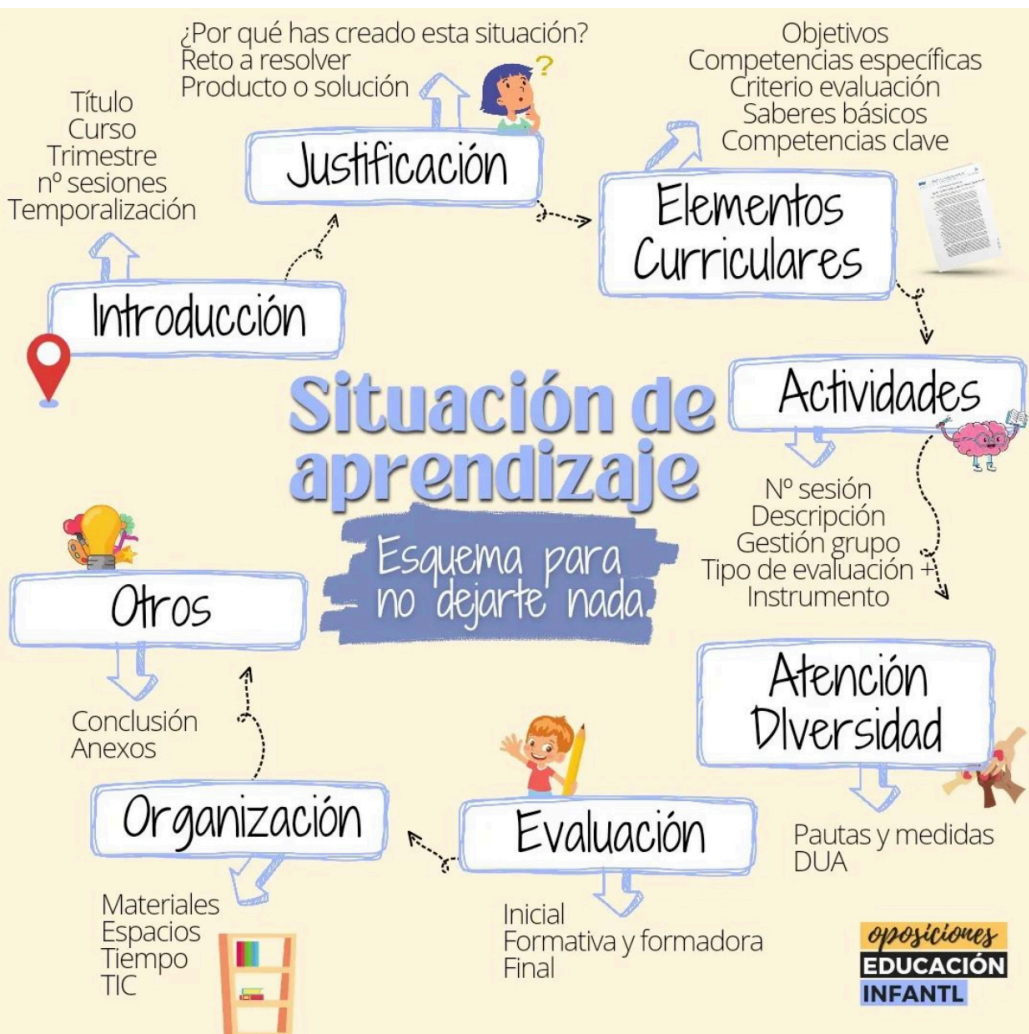 ¿Por qué has creado esta situación?
Reto a resolver
Producto o solución
Objetivos
Competencias específicas
Criterio evaluación
Saberes básicos
Competencias clave
Título
Curso
Trimestre
nº sesiones
Temporalización
Justificación
Elementos
Curriculares
Introducción
Situación de
aprendizaje
Esquema para
no dejarte nada
Actividades
Nº sesión
Descripción
Gestión grupo
Tipo de evaluación +
Instrumento
Atención
DIversidad
Pautas y medidas
DUA
Evaluación
Inicial
Formativa y formadora
Final
Organización
Materiales
Espacios
Tiempo
TIC
Otros
Conclusión
Anexos
oposiciones
EDUCACIÓN
INFANTL